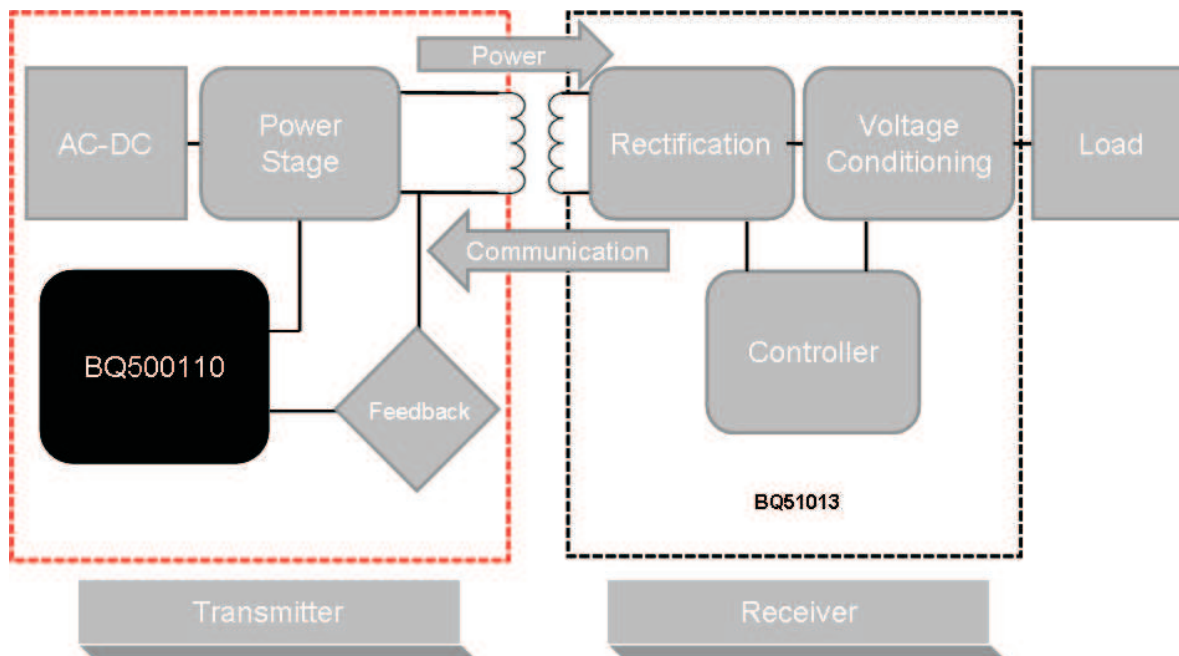 Power
AC-DC
Power
Stage
Rectification
Voltage
Conditioning
Load
Communication
BQ500110
Feedback
Controller
BQ51013
Transmitter
Receiver